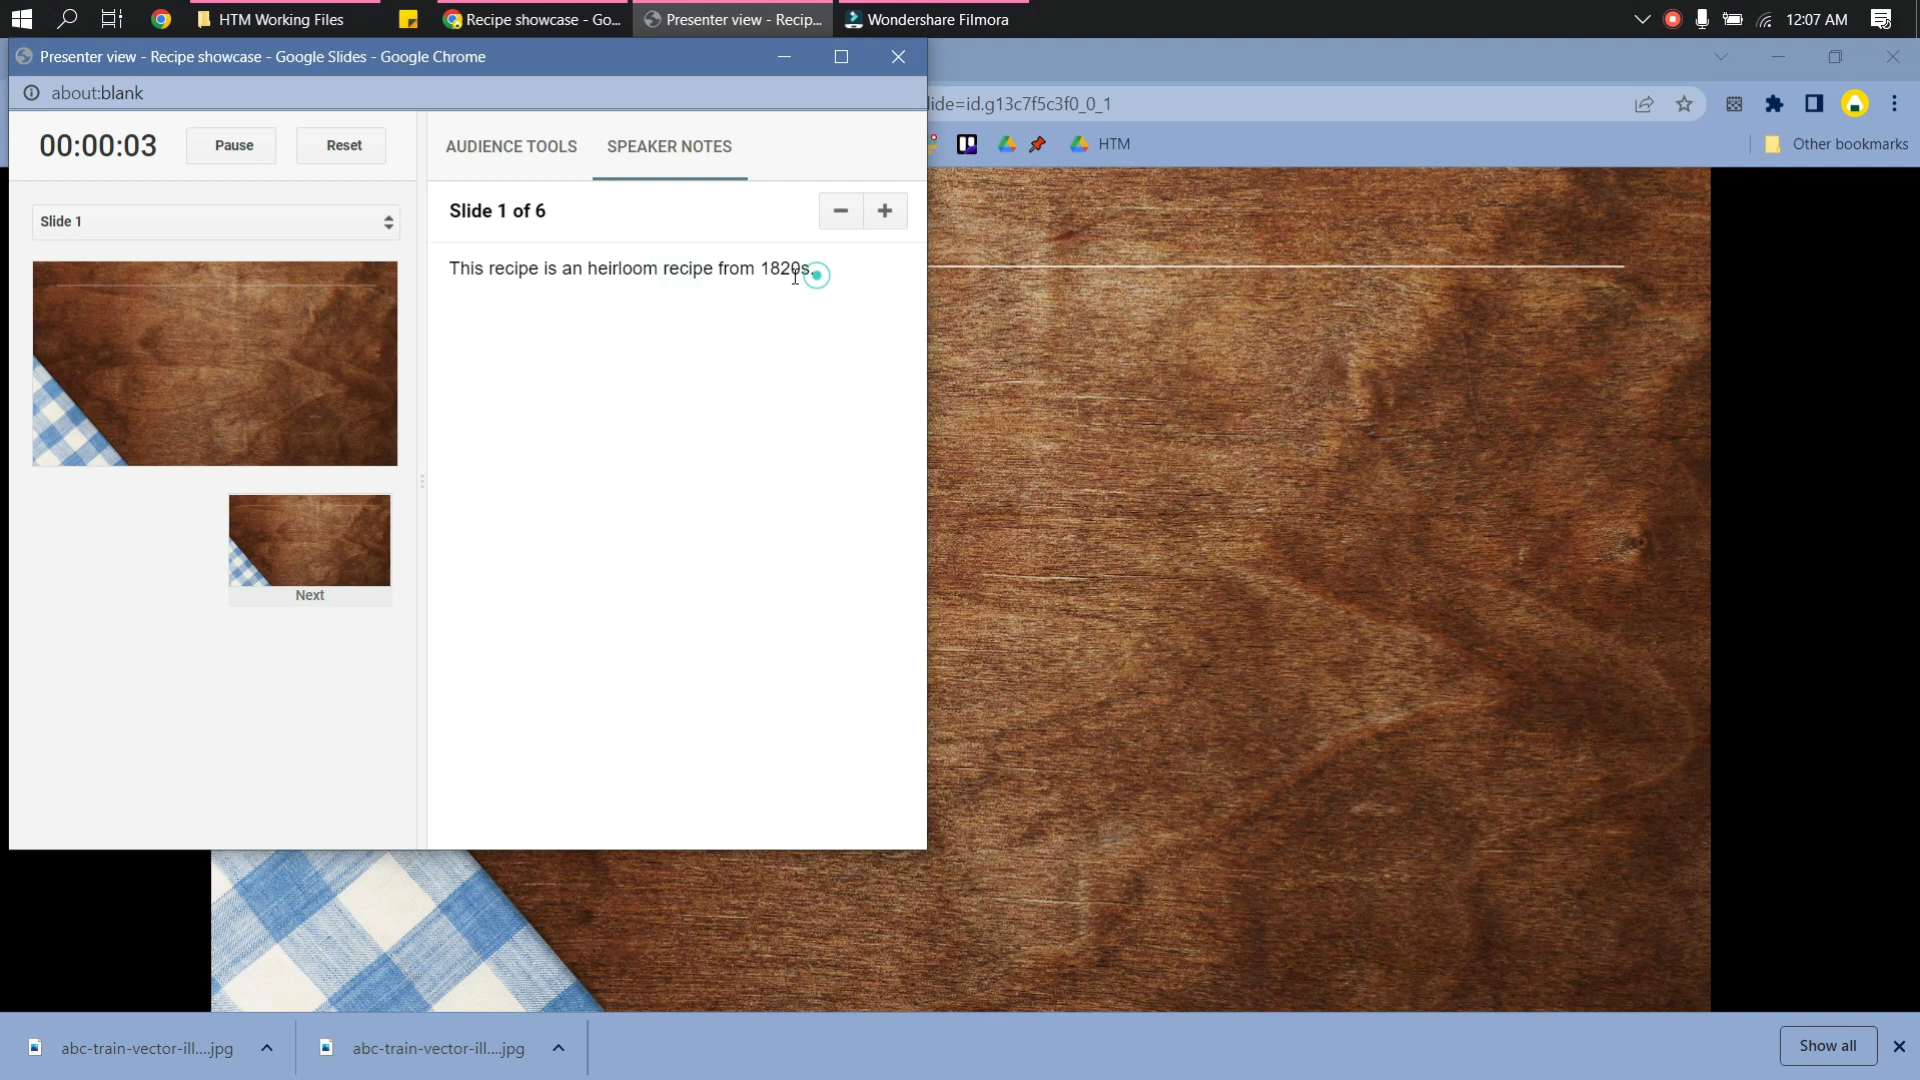 HTM Working Files
Recipe showcase - Go...
Presenter view - Recip...
Wondershare Filmora
12:07 AM
Presenter view - Recipe showcase - Google Slides - Google Chrome
about:blank
lide=id.g13c7f5c3f0_0_1
HTM
Other bookmarks
00:00:03
Pause
Reset
AUDIENCE TOOLS
SPEAKER NOTES
Slide 1
Slide 1 of 6
This recipe is an heirloom recipe from 1820s.
Next
abc-train-vector-ill....jpg
abc-train-vector-ill....jpg
Show all